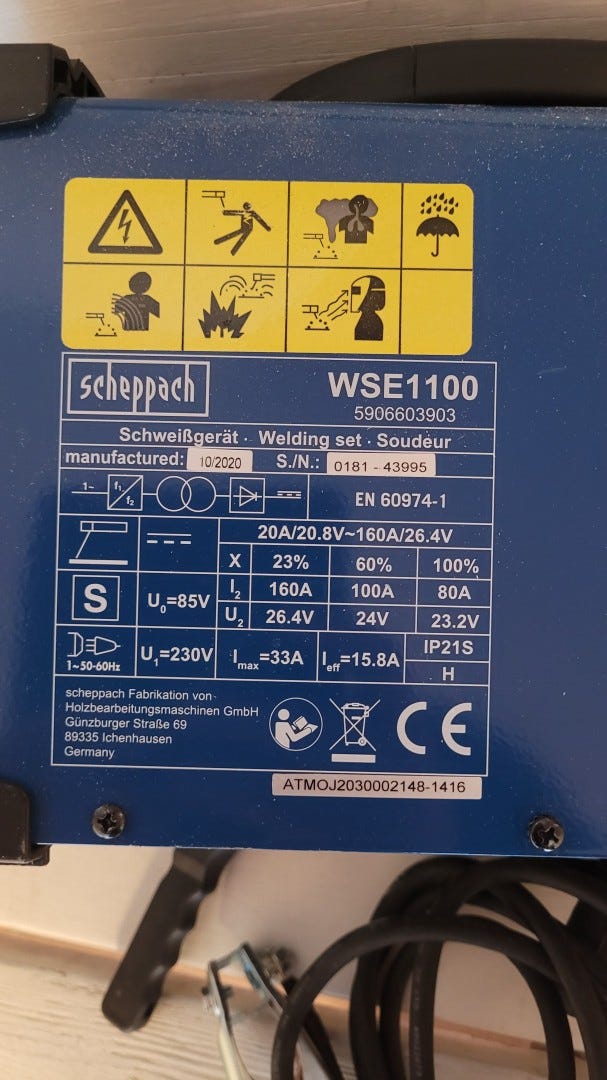 scheppach
WSE1100
5906603903
Schweißgerät · Welding set · Soudeur
manufactured: 10/2020 S./N.: 0181 - 43995
1~ f1 f2 EN 60974-1
20A/20.8V~160A/26.4V
X 23% 60% 100%
S U₀=85V I₂ 160A 100A 80A
U₂ 26.4V 24V 23.2V
1~50-60Hz U₁=230V Imax=33A Ieff=15.8A IP21S
H
scheppach Fabrikation von
Holzbearbeitungsmaschinen GmbH
Günzburger Straße 69
89335 Ichenhausen
Germany
CE
ATMOJ2030002148-1416